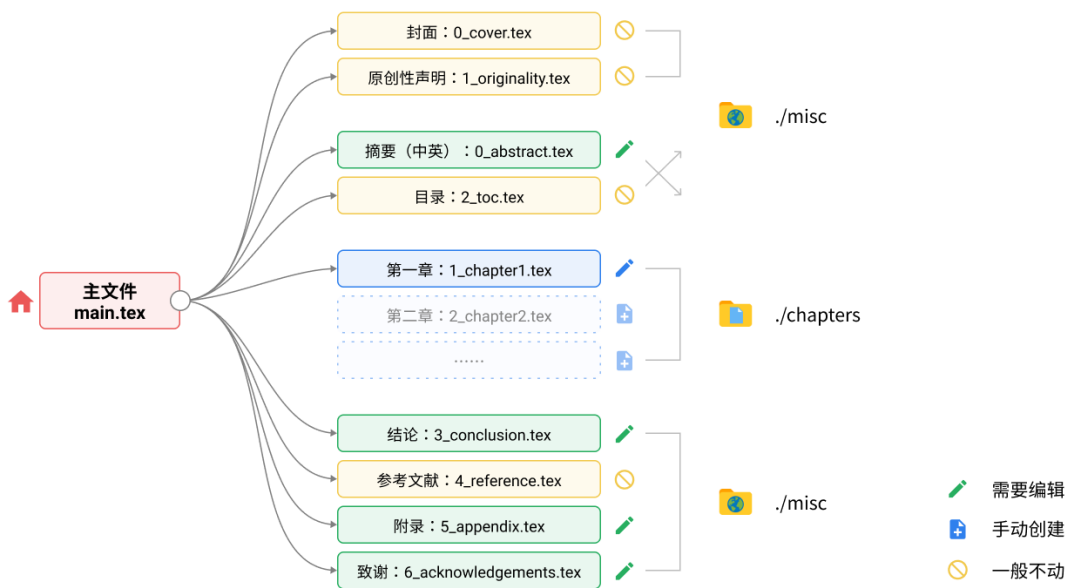 封面：0_cover.tex
原创性声明：1_originality.tex
./misc
摘要（中英）：0_abstract.tex
目录：2_toc.tex
第一章：1_chapter1.tex
主文件
main.tex
第二章：2_chapter2.tex
./chapters
······
结论：3_conclusion.tex
参考文献：4_reference.tex
./misc
附录：5_appendix.tex
致谢：6_acknowledgements.tex
需要编辑
手动创建
一般不动